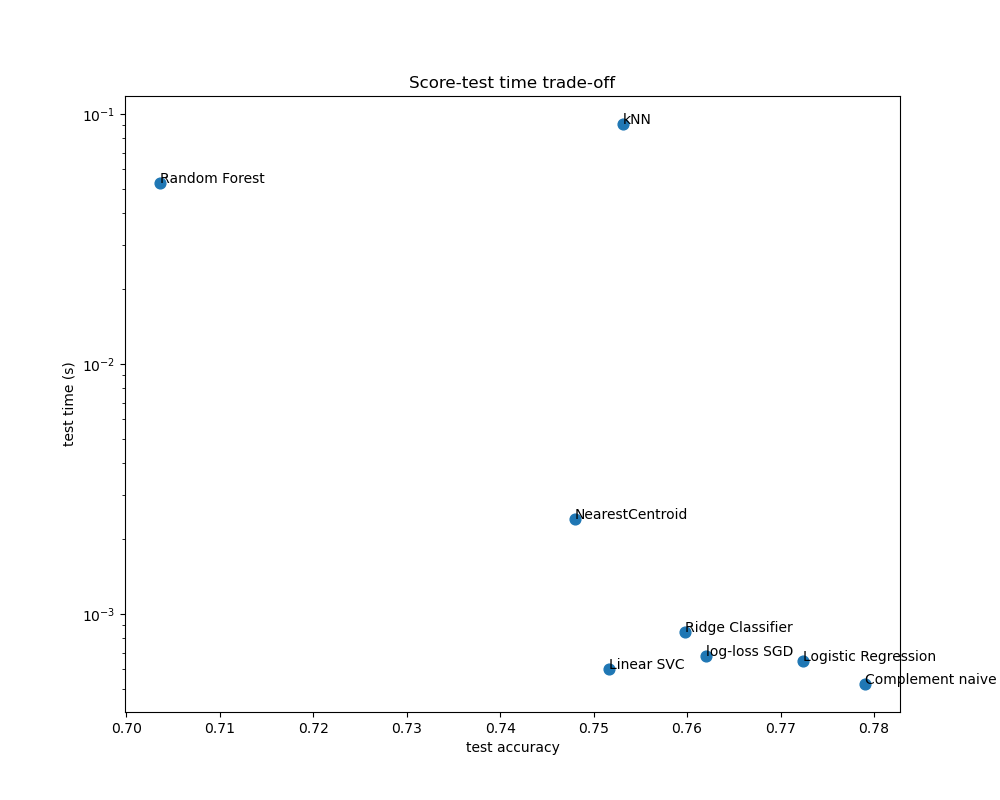 Score-test time trade-off
10⁻¹
kNN
Random Forest
10⁻²
test time (s)
NearestCentroid
10⁻³
Ridge Classifier
log-loss SGD
Logistic Regression
Linear SVC
Complement naive
0.70 0.71 0.72 0.73 0.74 0.75 0.76 0.77 0.78
test accuracy